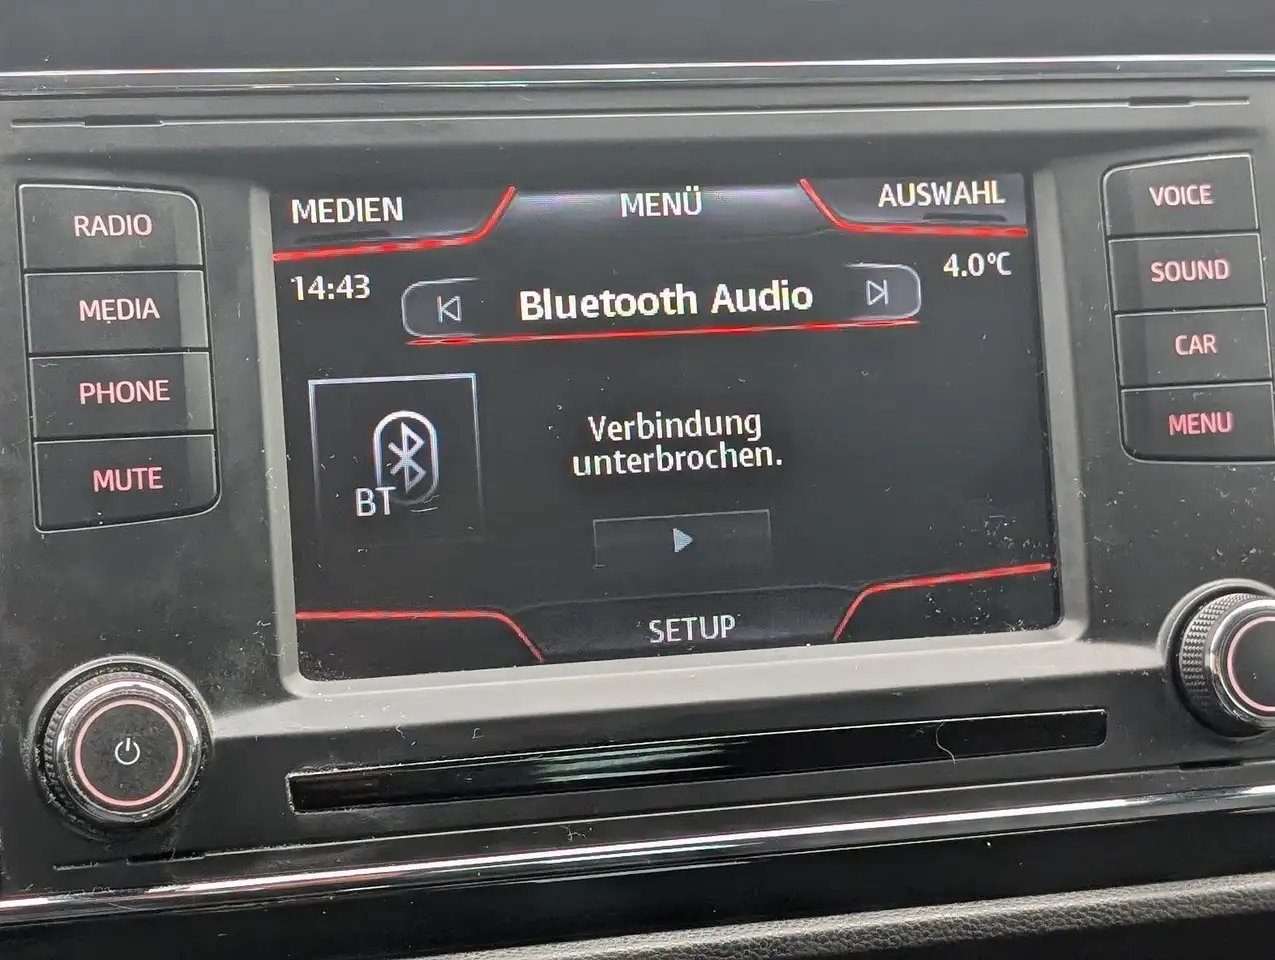 RADIO
MEDIA
PHONE
MUTE
MEDIEN
MENÜ
AUSWAHL
14:43
Bluetooth Audio
4.0°C
BT
Verbindung
unterbrochen.
SETUP
VOICE
SOUND
CAR
MENU